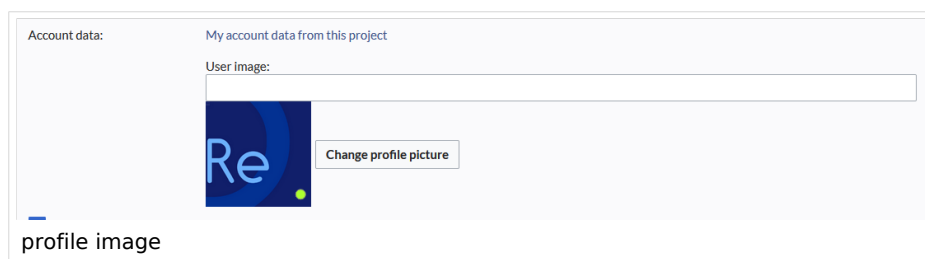 Account data:
My account data from this project
User image:
Re
Change profile picture
profile image